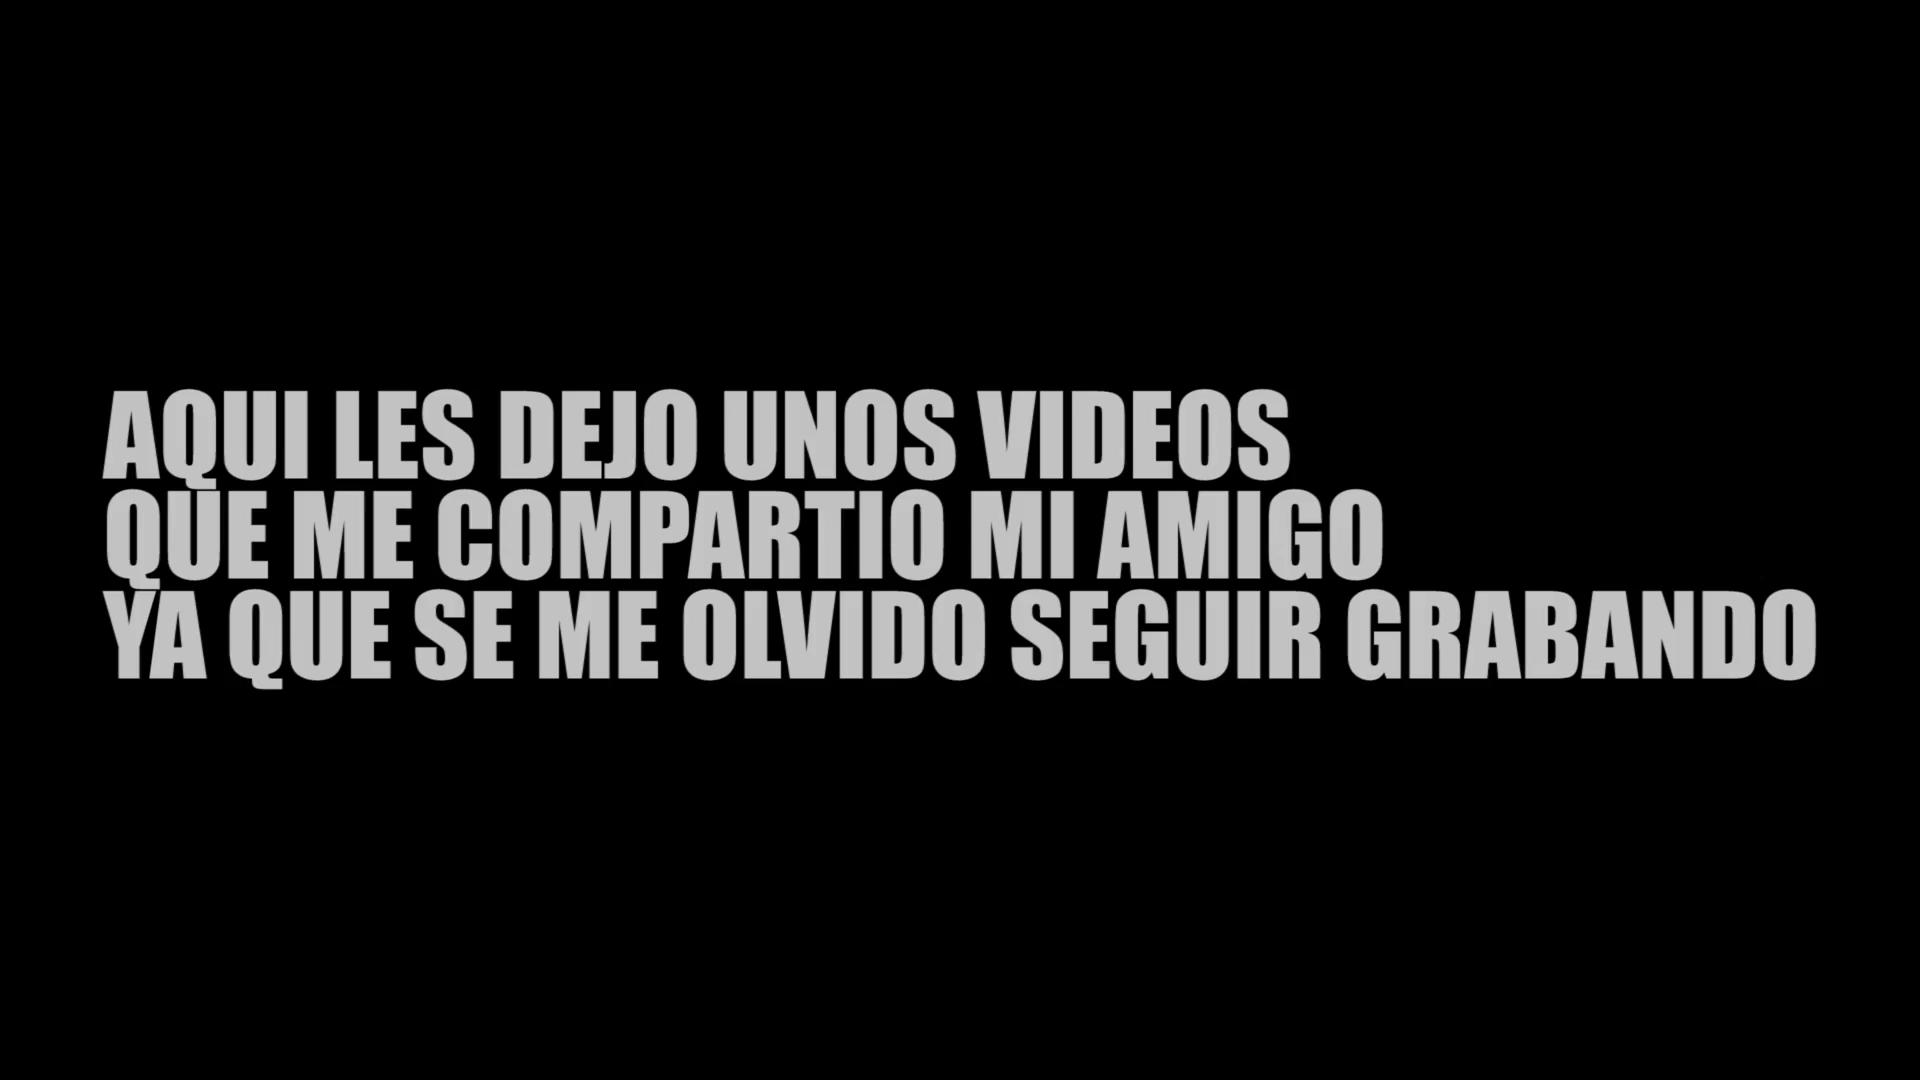 AQUI LES DEJO UNOS VIDEOS
QUE ME COMPARTIO MI AMIGO
YA QUE SE ME OLVIDO SEGUIR GRABANDO